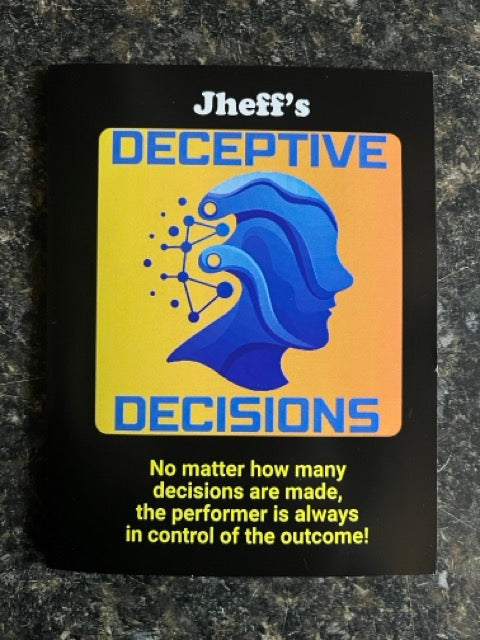 Jheff's
DECEPTIVE
DECISIONS
No matter how many
decisions are made,
the performer is always
in control of the outcome!